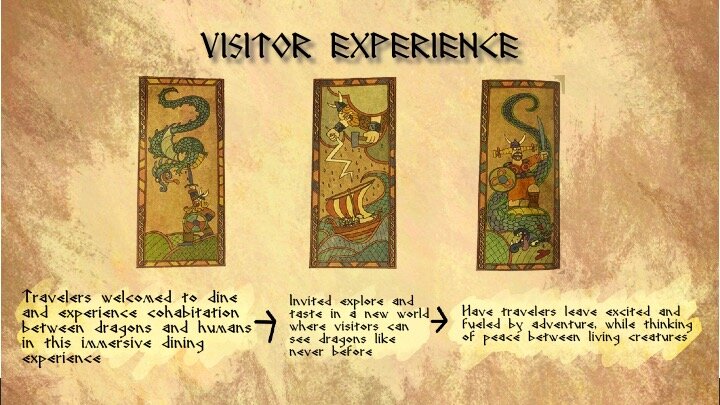 VISITOR EXPERIENCE
Travelers welcomed to dine
and experience cohabitation
between dragons and humans
in this immersive dining
experience
Invited explore and
taste in a new world
where visitors can
see dragons like
never before
Have travelers leave excited and
fueled by adventure, while thinking
of peace between living creatures